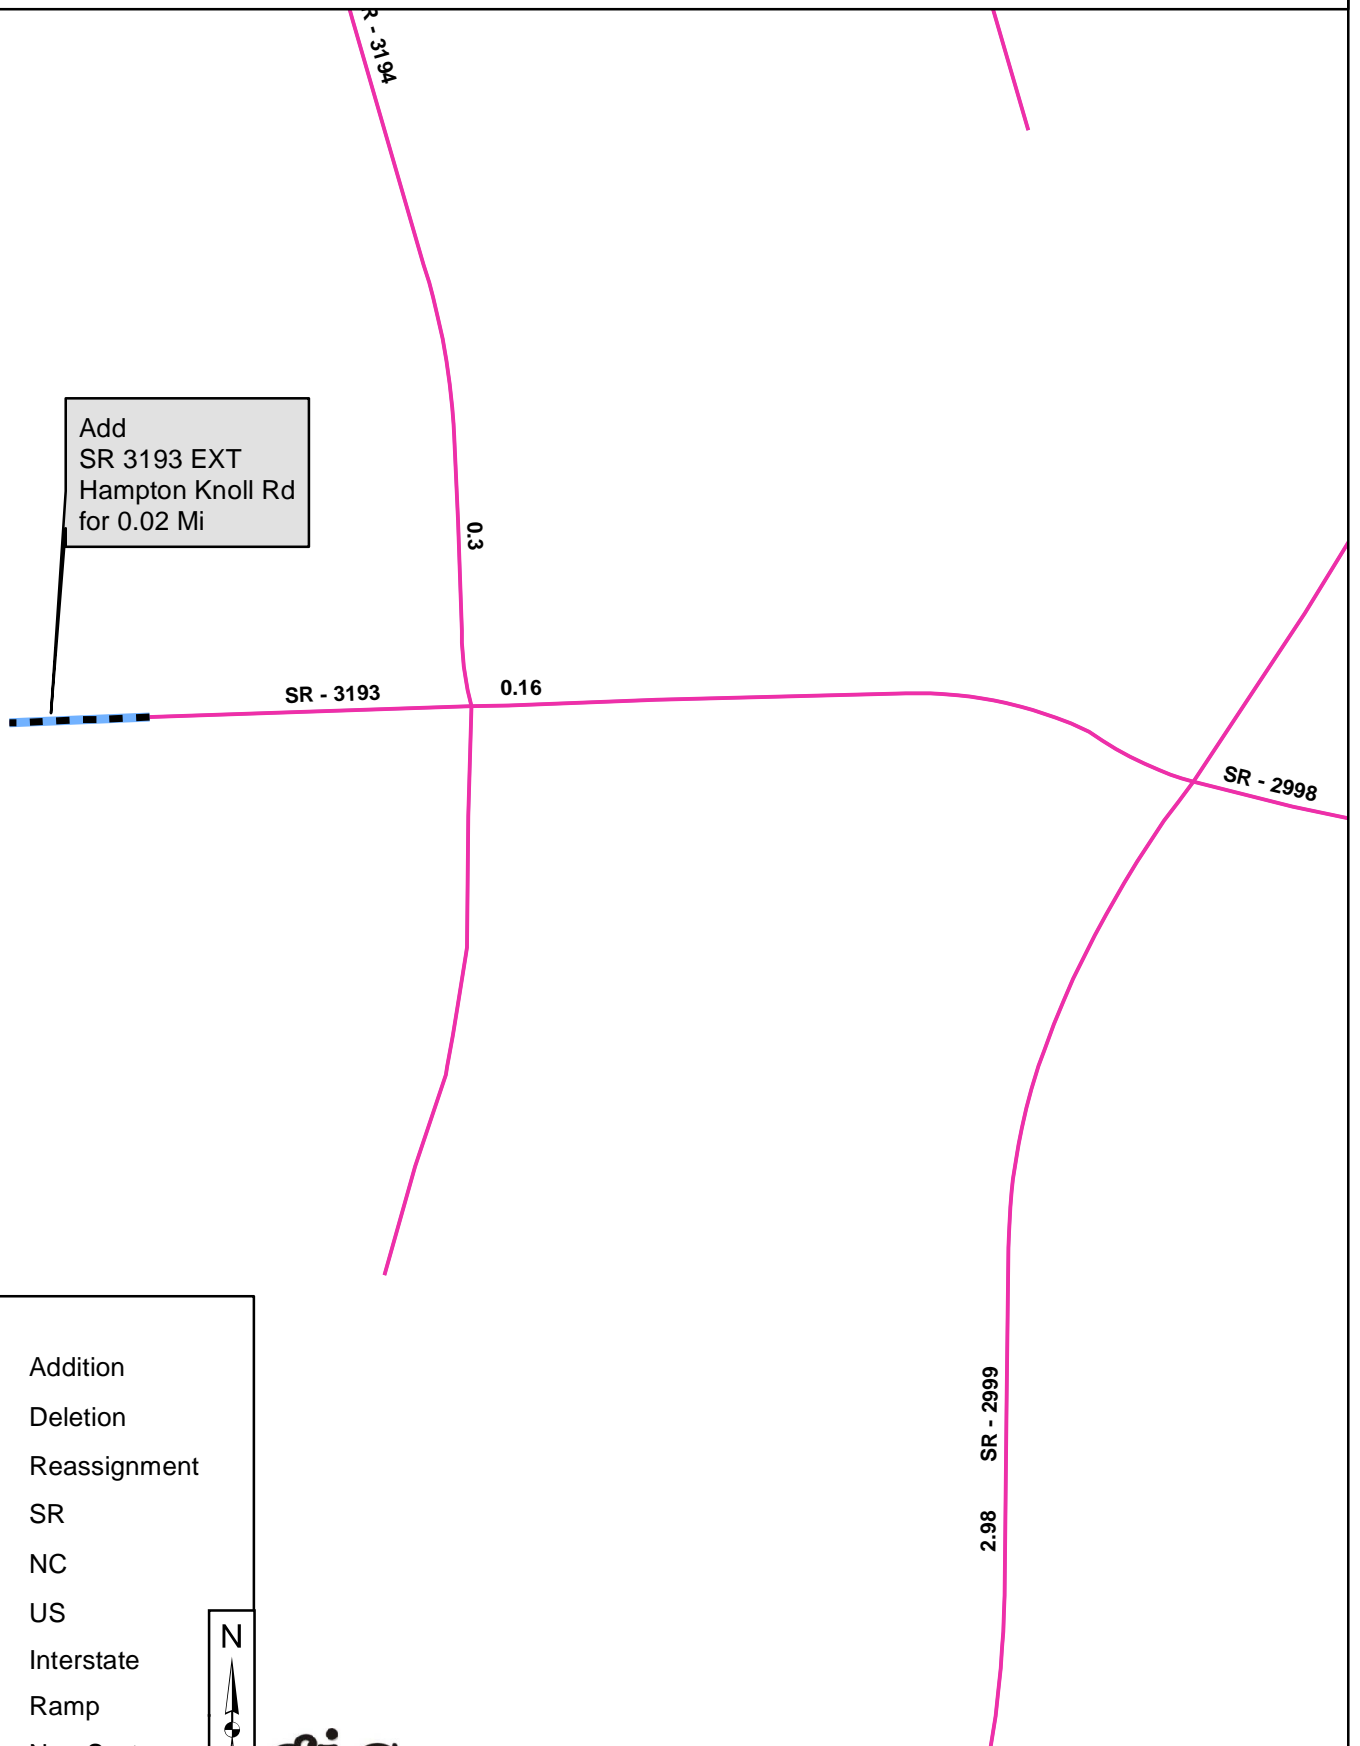 - 3194
Add
SR 3193 EXT
Hampton Knoll Rd
for 0.02 Mi
0.3
SR - 3193
0.16
SR - 2998
SR - 2999
2.98
Addition
Deletion
Reassignment
SR
NC
US
Interstate
Ramp
N